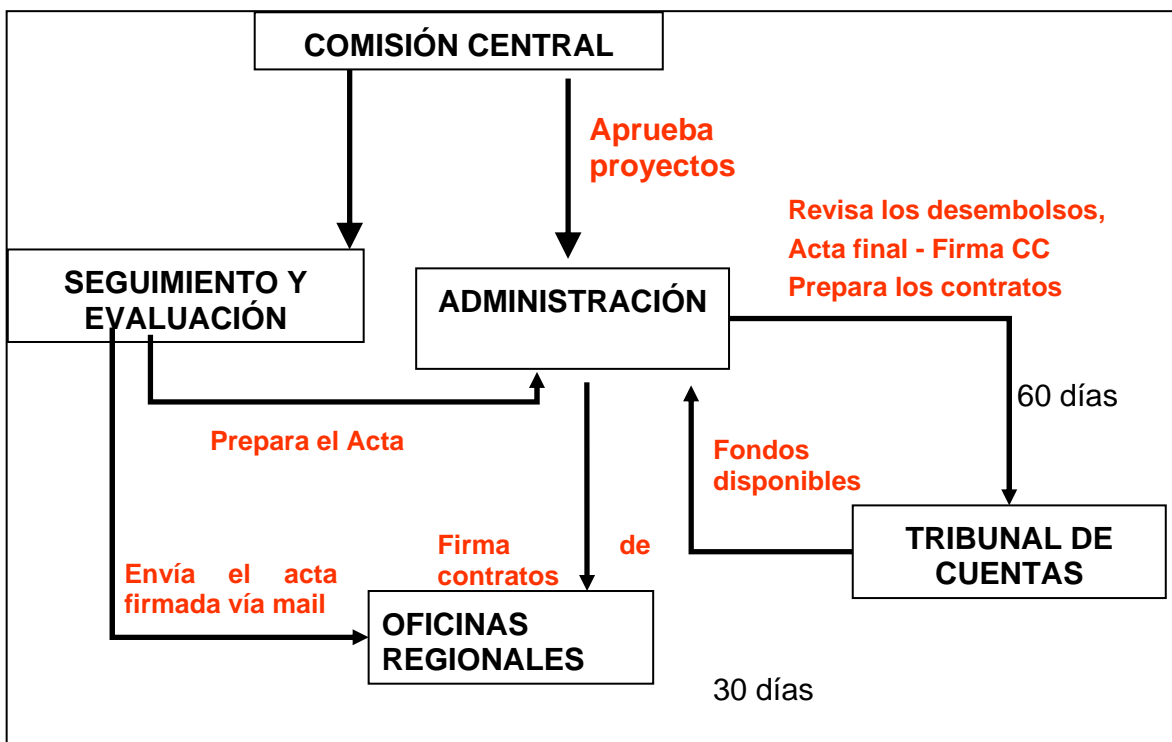 COMISIÓN CENTRAL
Aprueba
proyectos
Revisa los desembolsos,
Acta final - Firma CC
Prepara los contratos
SEGUIMIENTO Y
EVALUACIÓN
ADMINISTRACIÓN
60 días
Prepara el Acta
Fondos
disponibles
TRIBUNAL DE
CUENTAS
Firma de
contratos
Envía el acta
firmada vía mail
OFICINAS
REGIONALES
30 días